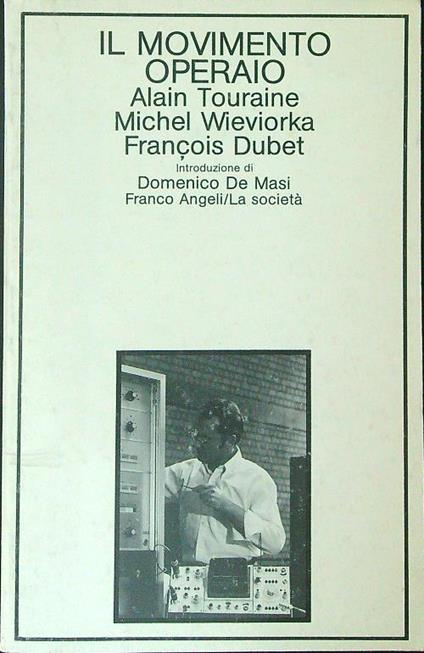 IL MOVIMENTO
OPERAIO
Alain Touraine
Michel Wieviorka
François Dubet
Introduzione di
Domenico De Masi
Franco Angeli/La società